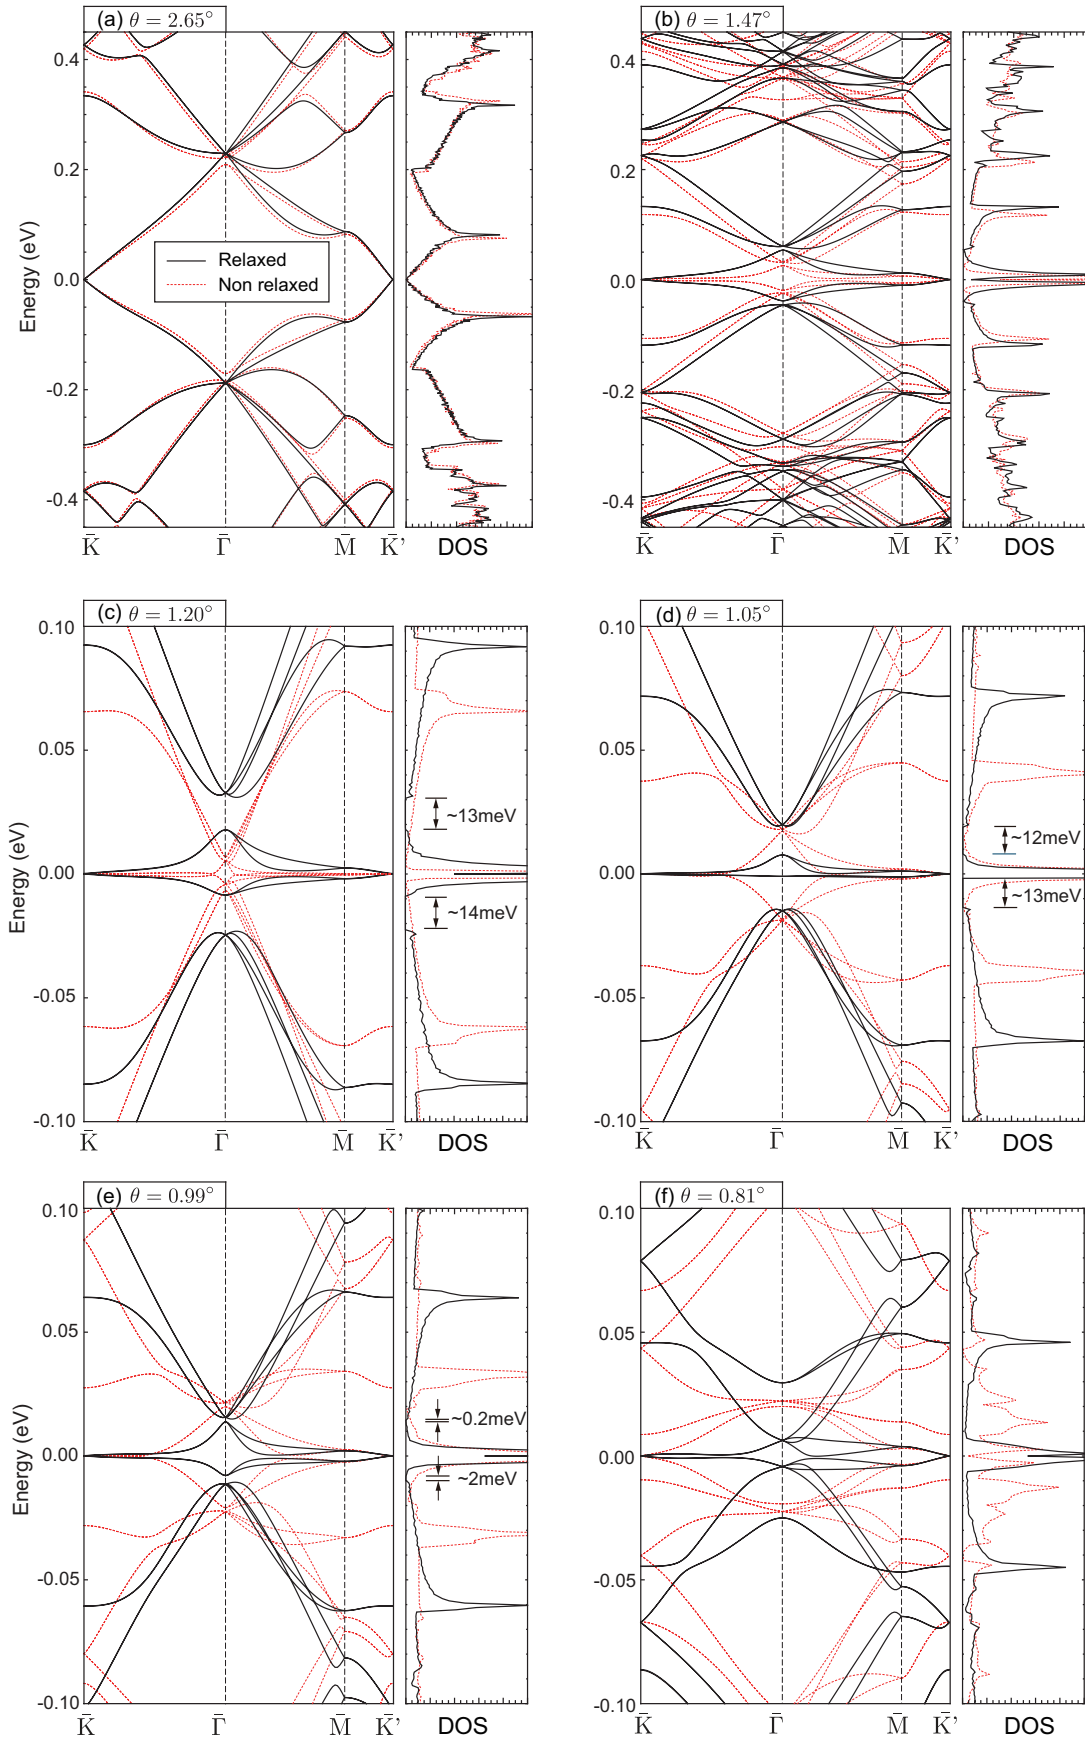 (a) θ = 2.65°
(b) θ = 1.47°
0.4
0.2
0.0
-0.2
-0.4
Energy (eV)
Relaxed
Non relaxed
K̄
Γ̄
M̄
K̄'
DOS
0.4
0.2
0.0
-0.2
-0.4
K̄
Γ̄
M̄
K̄'
DOS
(c) θ = 1.20°
(d) θ = 1.05°
0.10
0.05
0.00
-0.05
-0.10
Energy (eV)
~13meV
~14meV
K̄
Γ̄
M̄
K̄'
DOS
0.10
0.05
0.00
-0.05
-0.10
~12meV
~13meV
K̄
Γ̄
M̄
K̄'
DOS
(e) θ = 0.99°
(f) θ = 0.81°
0.10
0.05
0.00
-0.05
-0.10
Energy (eV)
~0.2meV
~2meV
K̄
Γ̄
M̄
K̄'
DOS
0.10
0.05
0.00
-0.05
-0.10
K̄
Γ̄
M̄
K̄'
DOS